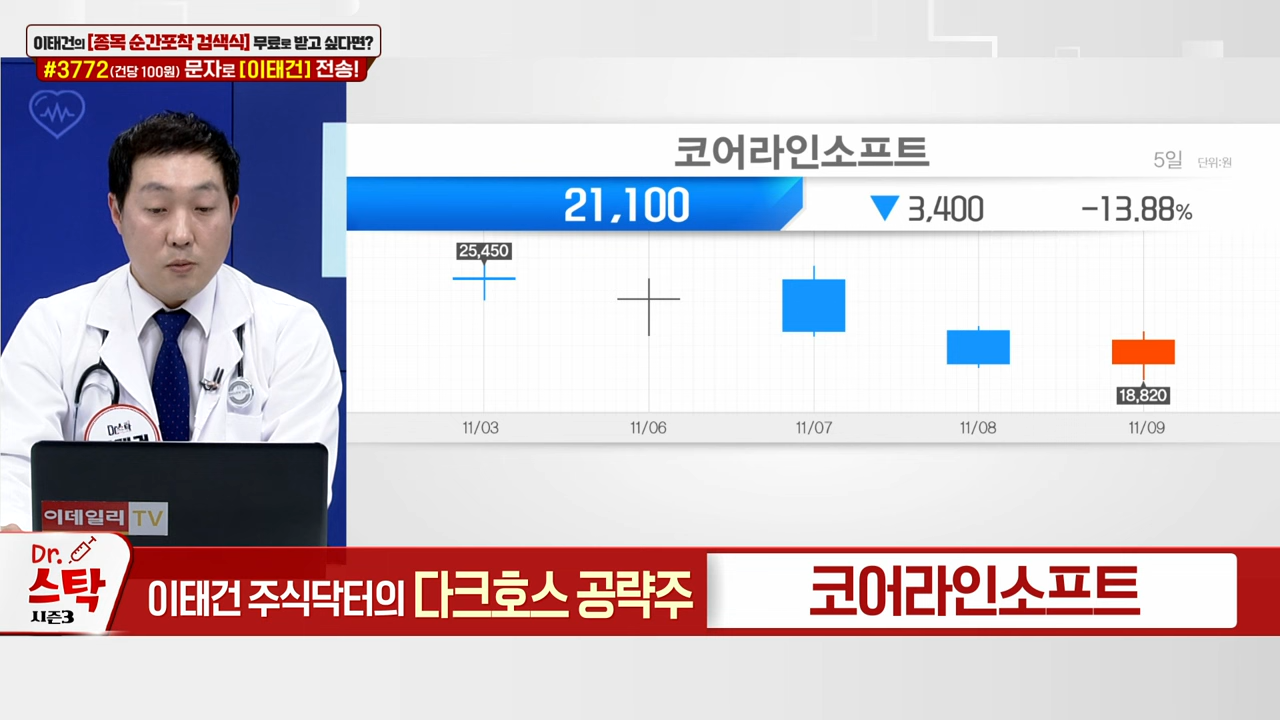 이태건의 [종목 순간포착 검색식] 무료로 받고 싶다면?
#3772(건당 100원) 문자로 [이태건] 전송!
코어라인소프트
5일 단위:원
21,100 ▼ 3,400 -13.88%
25,450
18,820
11/03 11/06 11/07 11/08 11/09
Dr.스탁
이데일리 TV
Dr.
스탁
시즌3
이태건 주식닥터의 다크호스 공략주
코어라인소프트